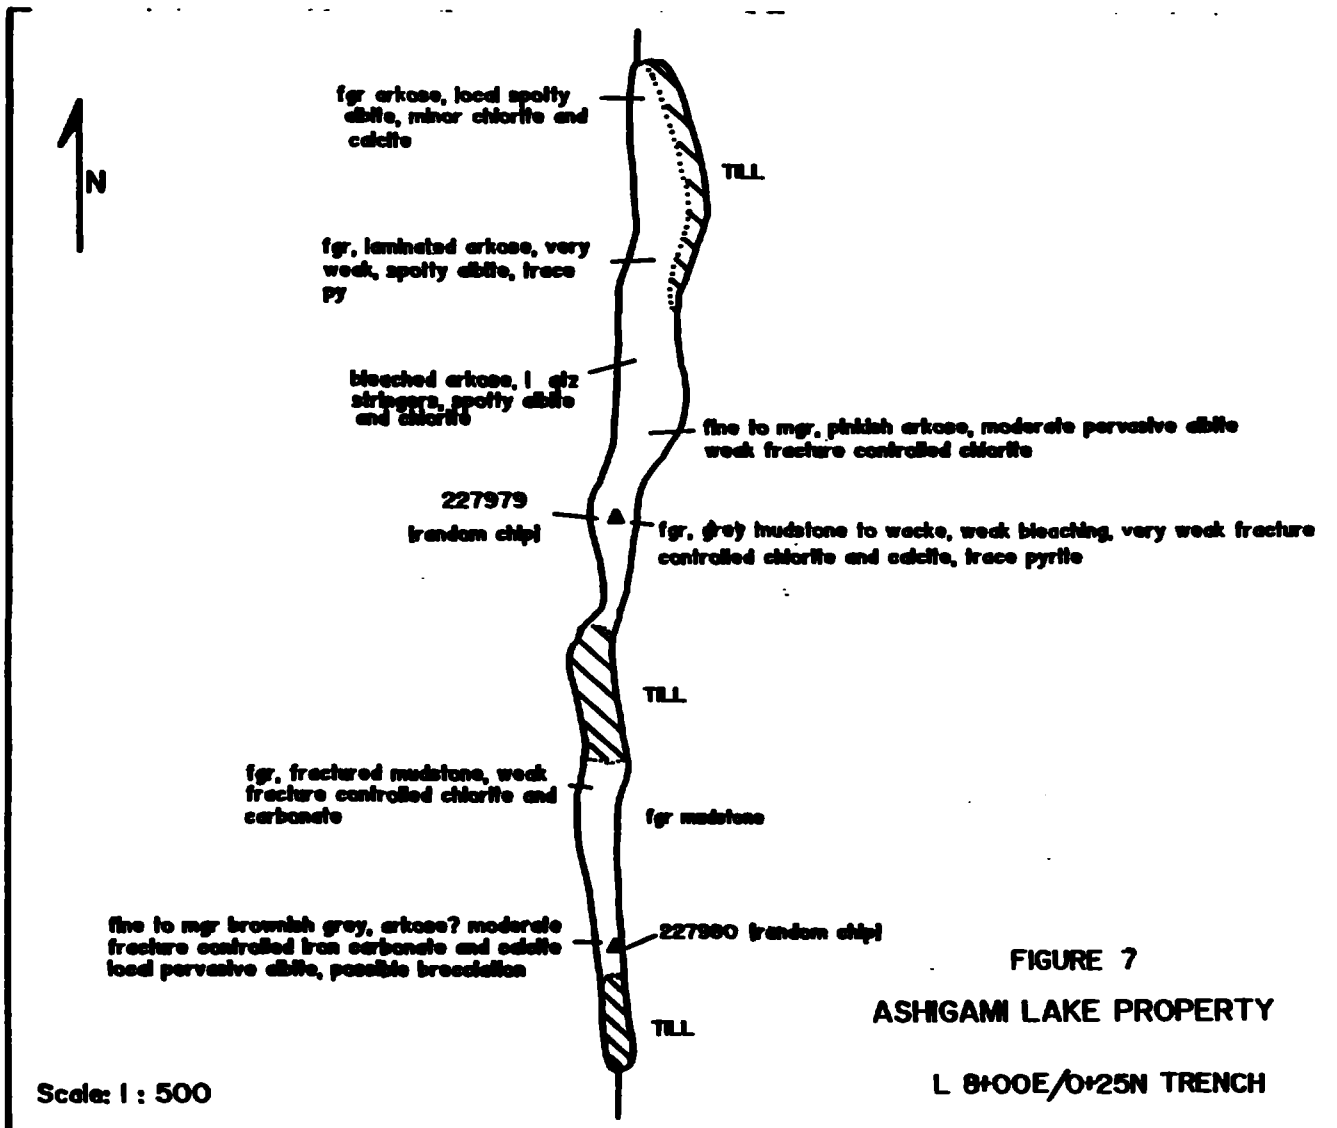 fgr arkose, local spotty
albite, minor chlorite and
calcite
TILL
N
fgr, laminated arkose, very
weak, spotty albite, trace
py
bleached arkose, 1 qtz
stringers, spotty albite
and chlorite
fine to mgr, pinkish arkose, moderate pervasive albite
weak fracture controlled chlorite
227979
(random chip)
fgr, grey mudstone to wacke, weak bleaching, very weak fracture
controlled chlorite and calcite, trace pyrite
TILL
fgr, fractured mudstone, weak
fracture controlled chlorite and
carbonate
fgr mudstone
fine to mgr brownish grey, arkose? moderate
fracture controlled iron carbonate and calcite
local pervasive albite, possible brecciation
227980 (random chip)
TILL
FIGURE 7
ASHIGAMI LAKE PROPERTY
L 8+00E/0+25N TRENCH
Scale: 1 : 500